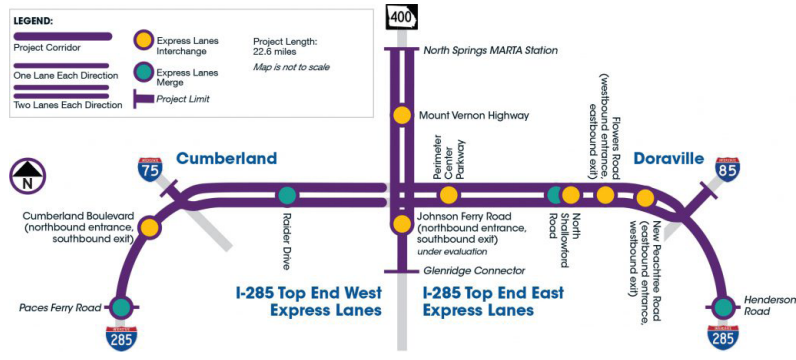 LEGEND:
Project Corridor
One Lane Each Direction
Two Lanes Each Direction
Express Lanes
Interchange
Express Lanes
Merge
Project Limit
Project Length:
22.6 miles
Map is not to scale
400
North Springs MARTA Station
Mount Vernon Highway
Perimeter
Center
Parkway
Flowers Road
(westbound entrance,
eastbound exit)
Cumberland
Doraville
75
85
N
Cumberland Boulevard
(northbound entrance,
southbound exit)
Raider Drive
Johnson Ferry Road
(northbound entrance,
southbound exit)
under evaluation
North
Shallowford
Road
New Peachtree Road
(eastbound entrance,
westbound exit)
Glenridge Connector
I-285 Top End West
Express Lanes
I-285 Top End East
Express Lanes
Paces Ferry Road
285
Henderson
Road
285